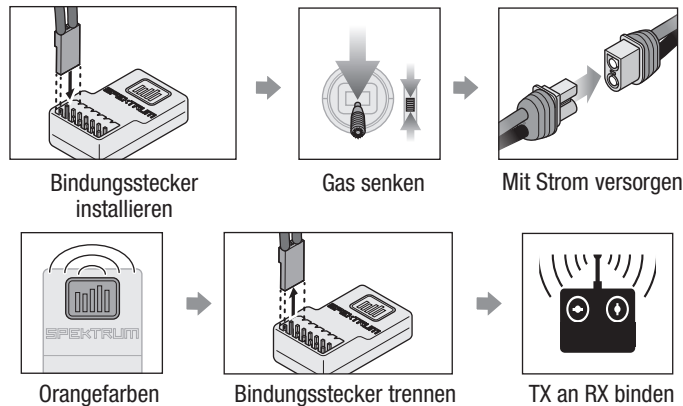 SPEKTRUM
Bindungsstecker
installieren
Gas senken
Mit Strom versorgen
SPEKTRUM
Orangefarben
SPEKTRUM
Bindungsstecker trennen
TX an RX binden